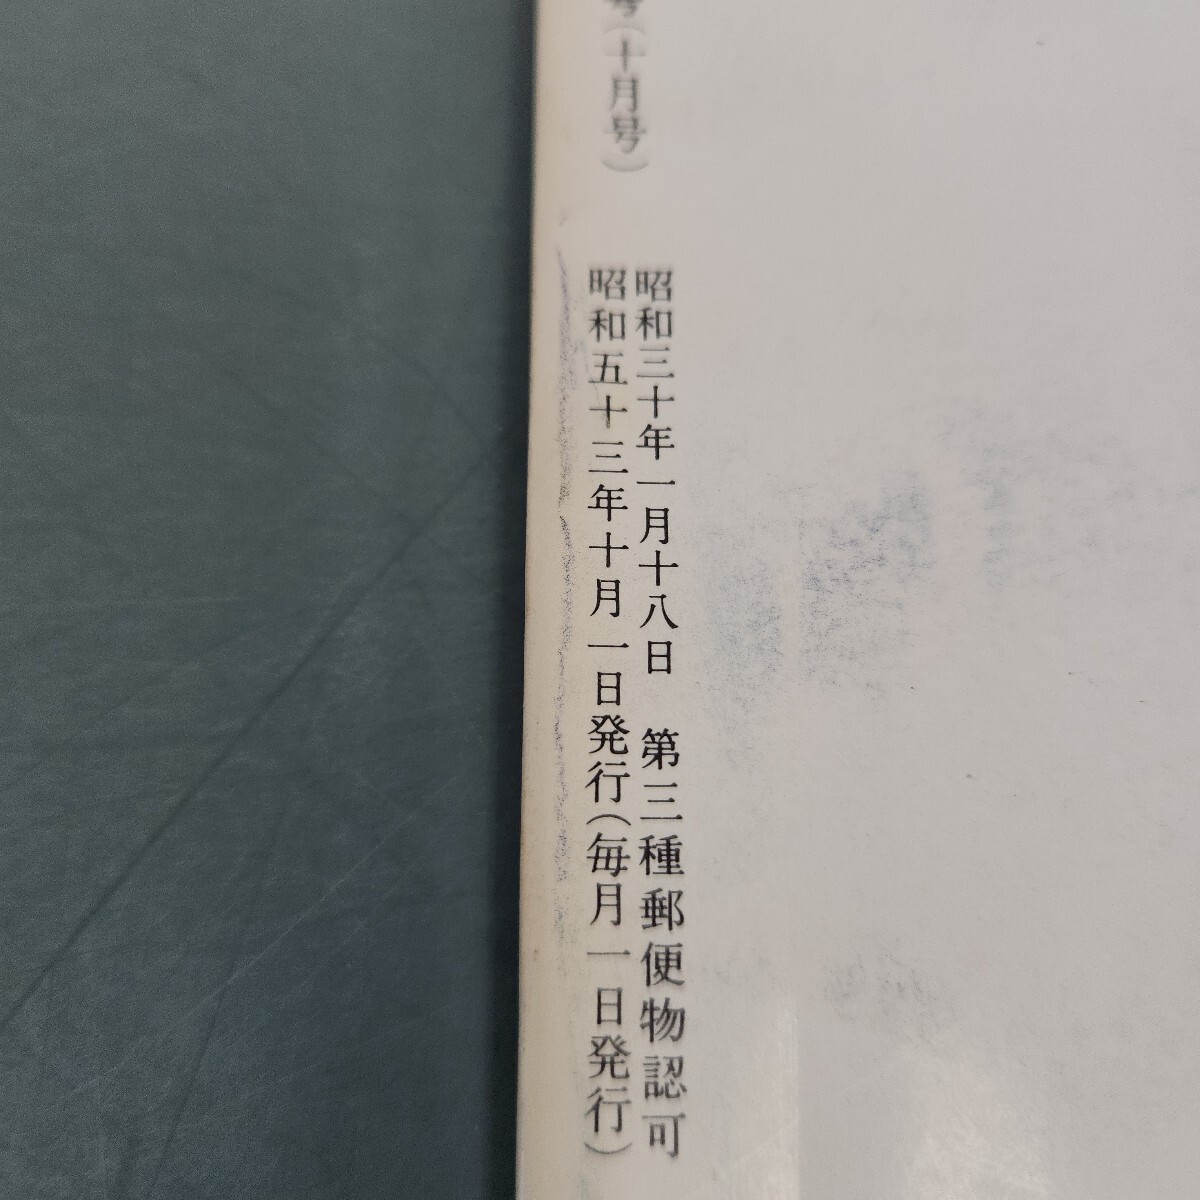 昭和三十年一月十八日　第三種郵便物認可
昭和五十三年十月一日発行（毎月一日発行）
号（十月号）